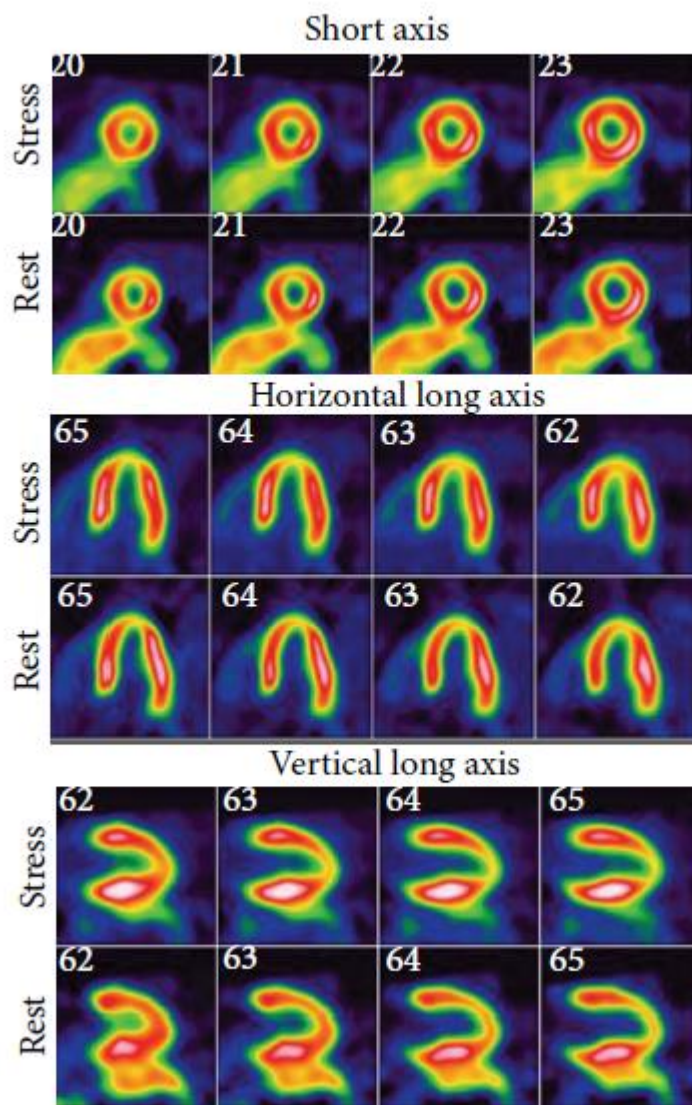 Short axis
Stress
20 21 22 23
Rest
20 21 22 23
Horizontal long axis
Stress
65 64 63 62
Rest
65 64 63 62
Vertical long axis
Stress
62 63 64 65
Rest
62 63 64 65